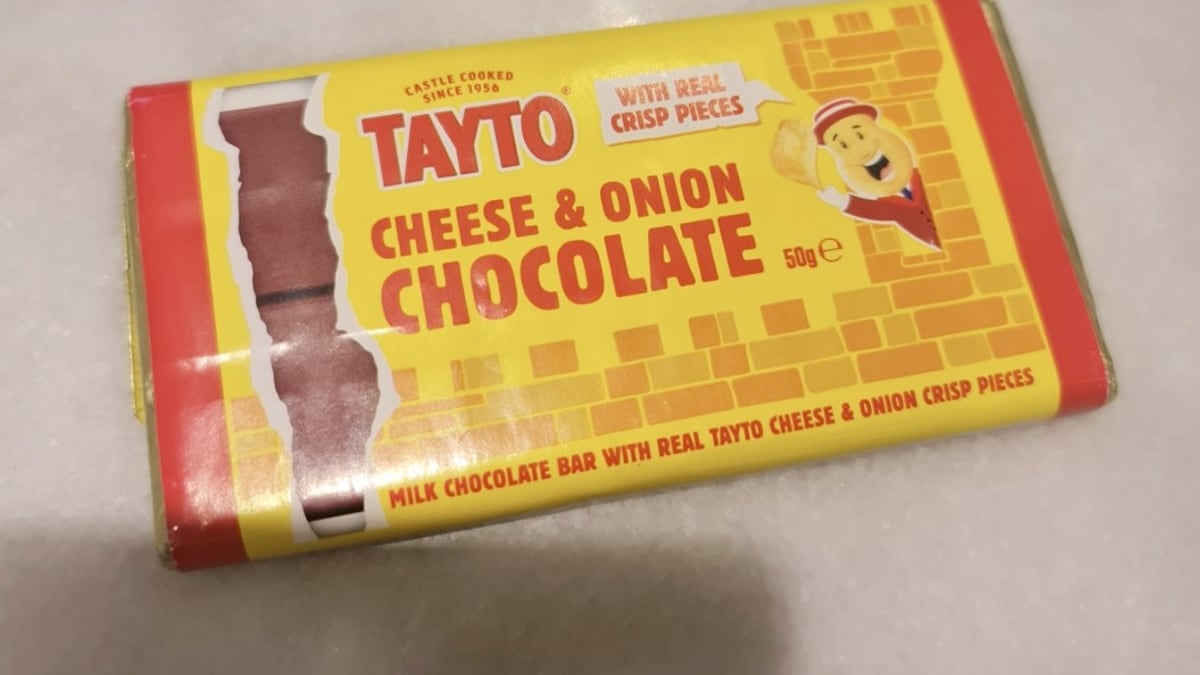 CASTLE COOKED
SINCE 1956
TAYTO®
WITH REAL
CRISP PIECES
CHEESE & ONION
CHOCOLATE
50g ℮
MILK CHOCOLATE BAR WITH REAL TAYTO CHEESE & ONION CRISP PIECES